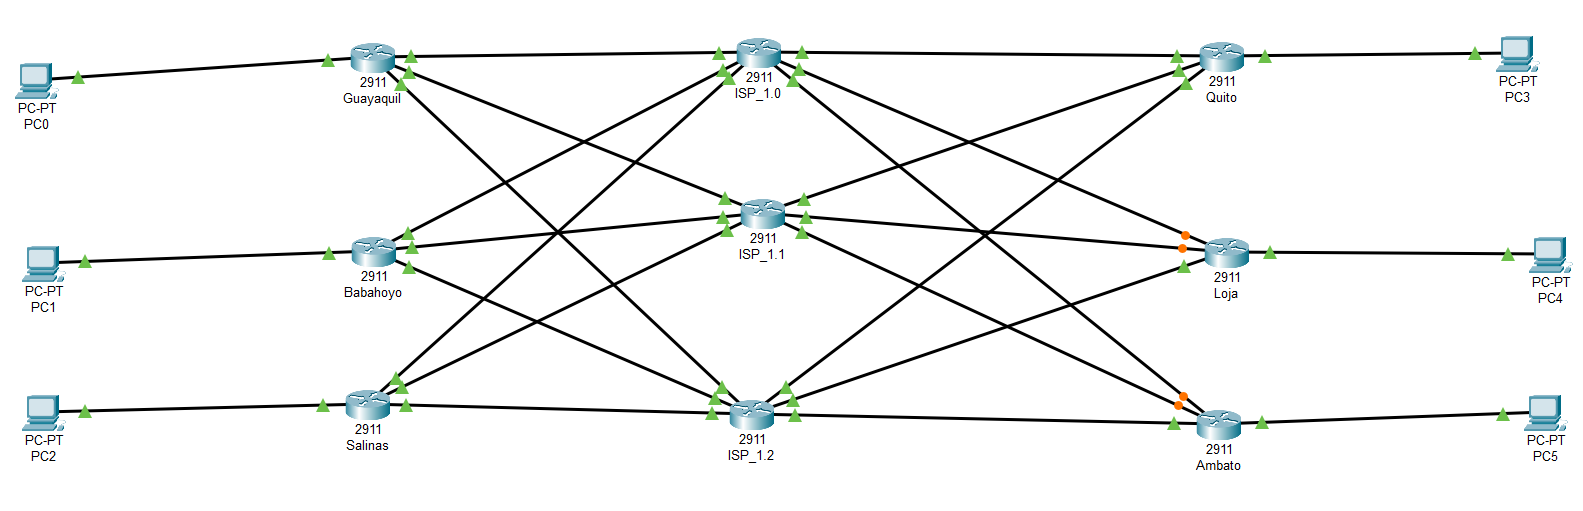 2911
Guayaquil
2911
ISP_1.0
2911
Quito
PC-PT
PC0
PC-PT
PC3
2911
ISP_1.1
2911
Babahoyo
2911
Loja
PC-PT
PC1
PC-PT
PC4
2911
Salinas
2911
ISP_1.2
2911
Ambato
PC-PT
PC2
PC-PT
PC5